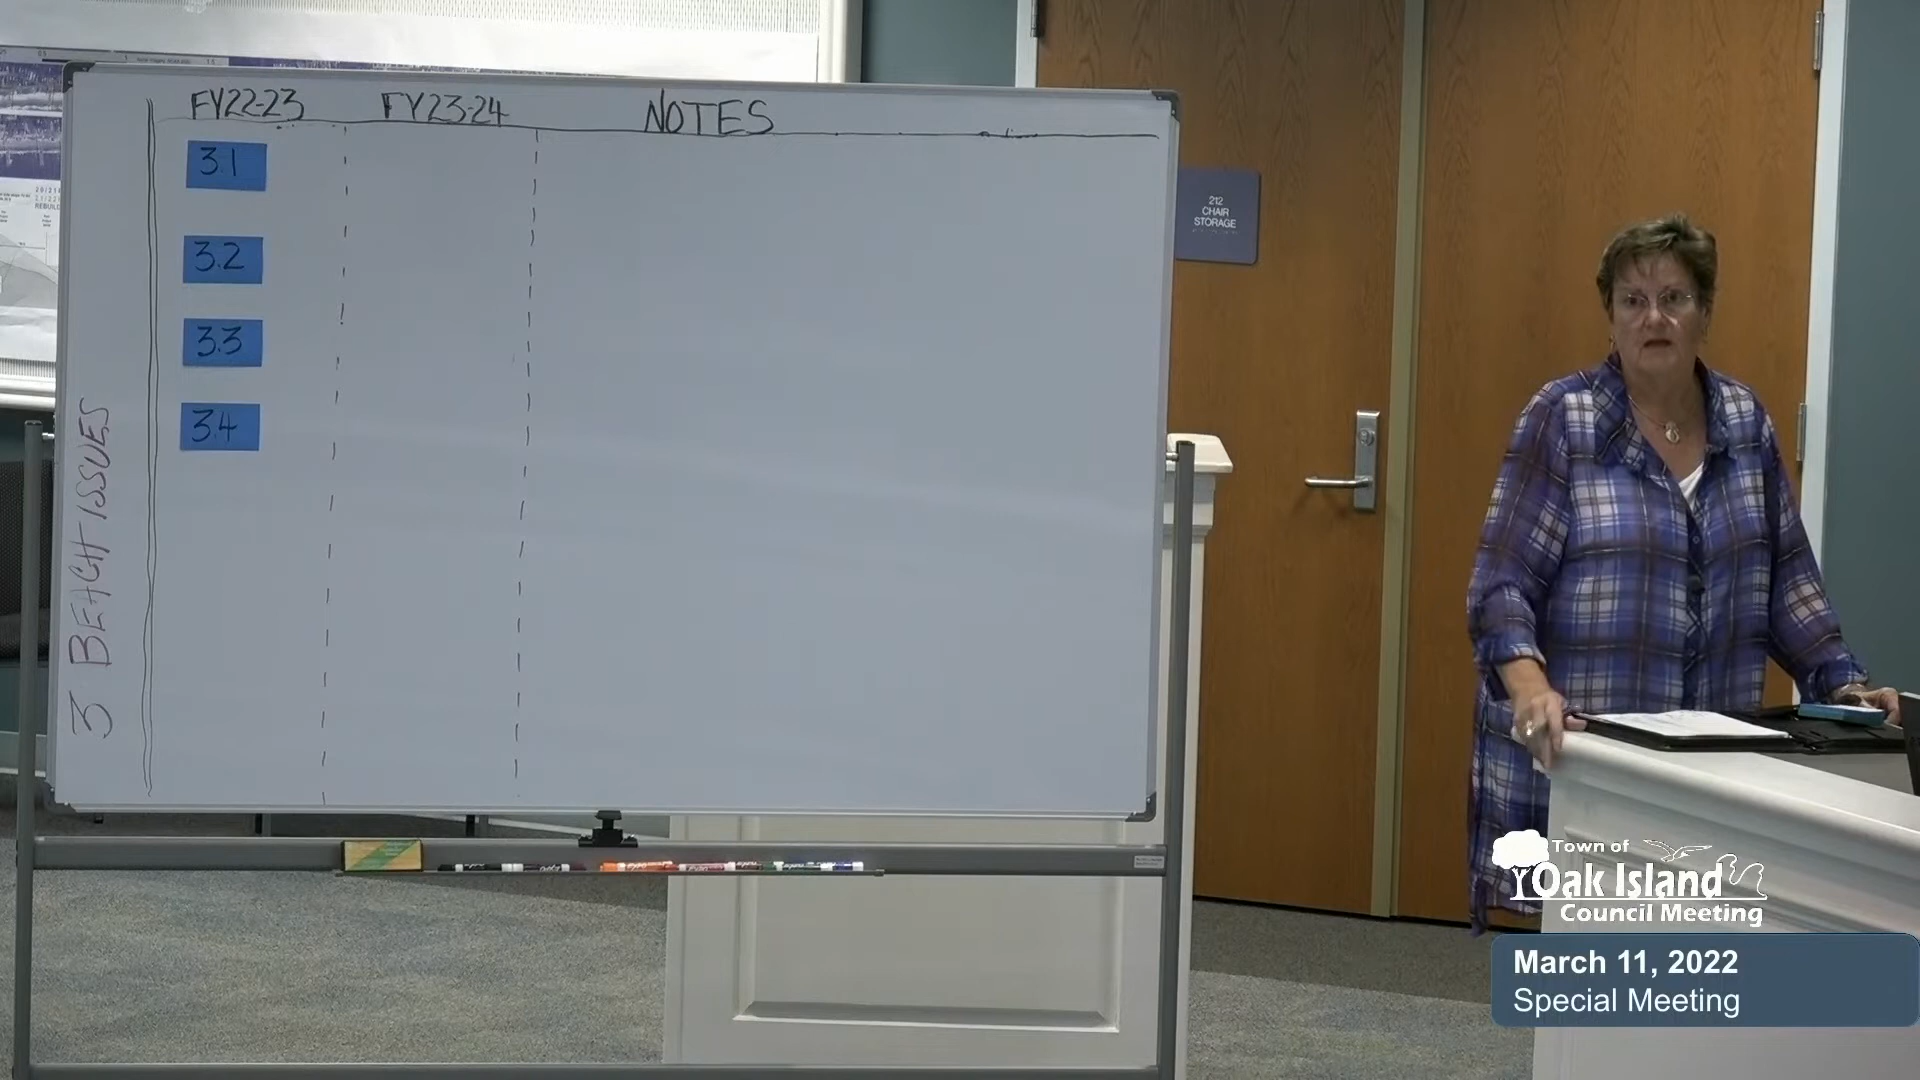 FY22-23 FY23-24 NOTES
3.1
3.2
3.3
3.4
3 BEACH ISSUES
212
CHAIR
STORAGE
REBUILD
Town of
Oak Island
Council Meeting
March 11, 2022
Special Meeting